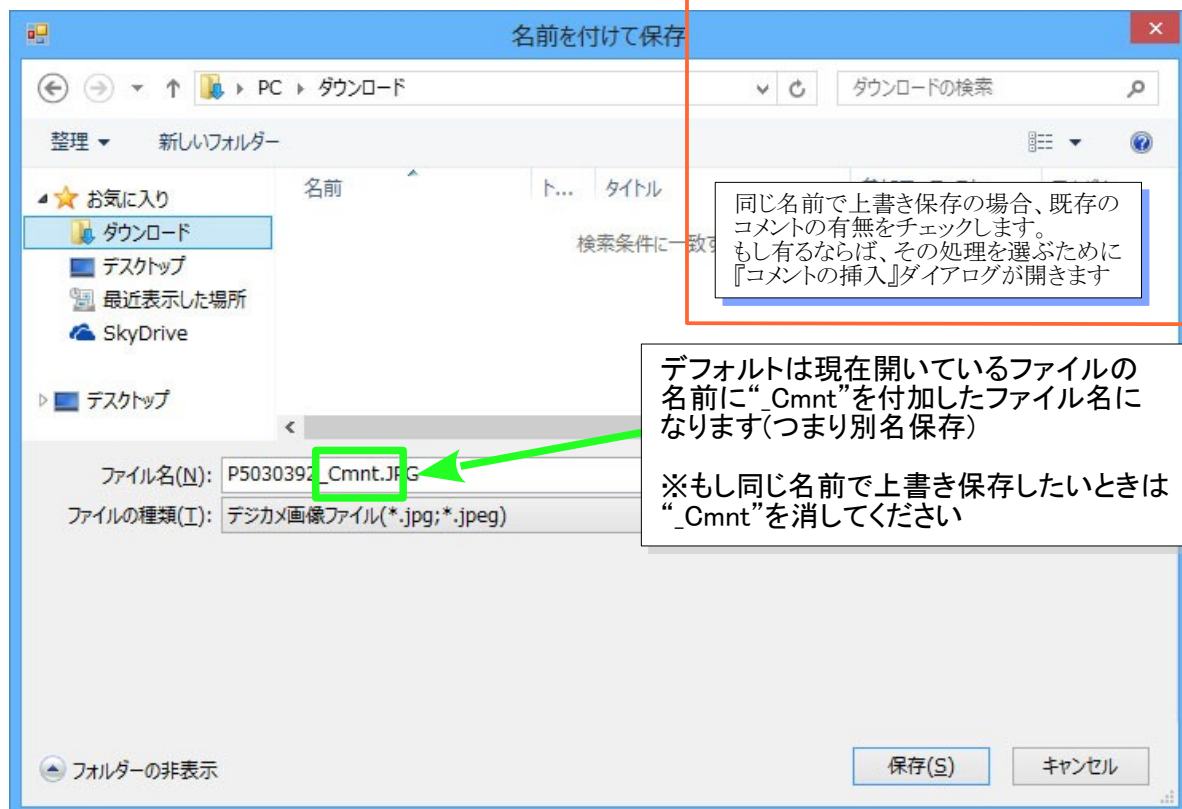 名前を付けて保存
PC ▸ ダウンロード
ダウンロードの検索
整理
新しいフォルダー
お気に入り
ダウンロード
デスクトップ
最近表示した場所
SkyDrive
デスクトップ
名前
ト...
タイトル
検索条件に一致す
同じ名前で上書き保存の場合、既存の
コメントの有無をチェックします。
もし有るならば、その処理を選ぶために
『コメントの挿入』ダイアログが開きます
デフォルトは現在開いているファイルの
名前に“_Cmnt”を付加したファイル名に
なります(つまり別名保存)
※もし同じ名前で上書き保存したいときは
“_Cmnt”を消してください
ファイル名(N): P5030392_Cmnt.JPG
ファイルの種類(T): デジカメ画像ファイル(*.jpg;*.jpeg)
フォルダーの非表示
保存(S)
キャンセル